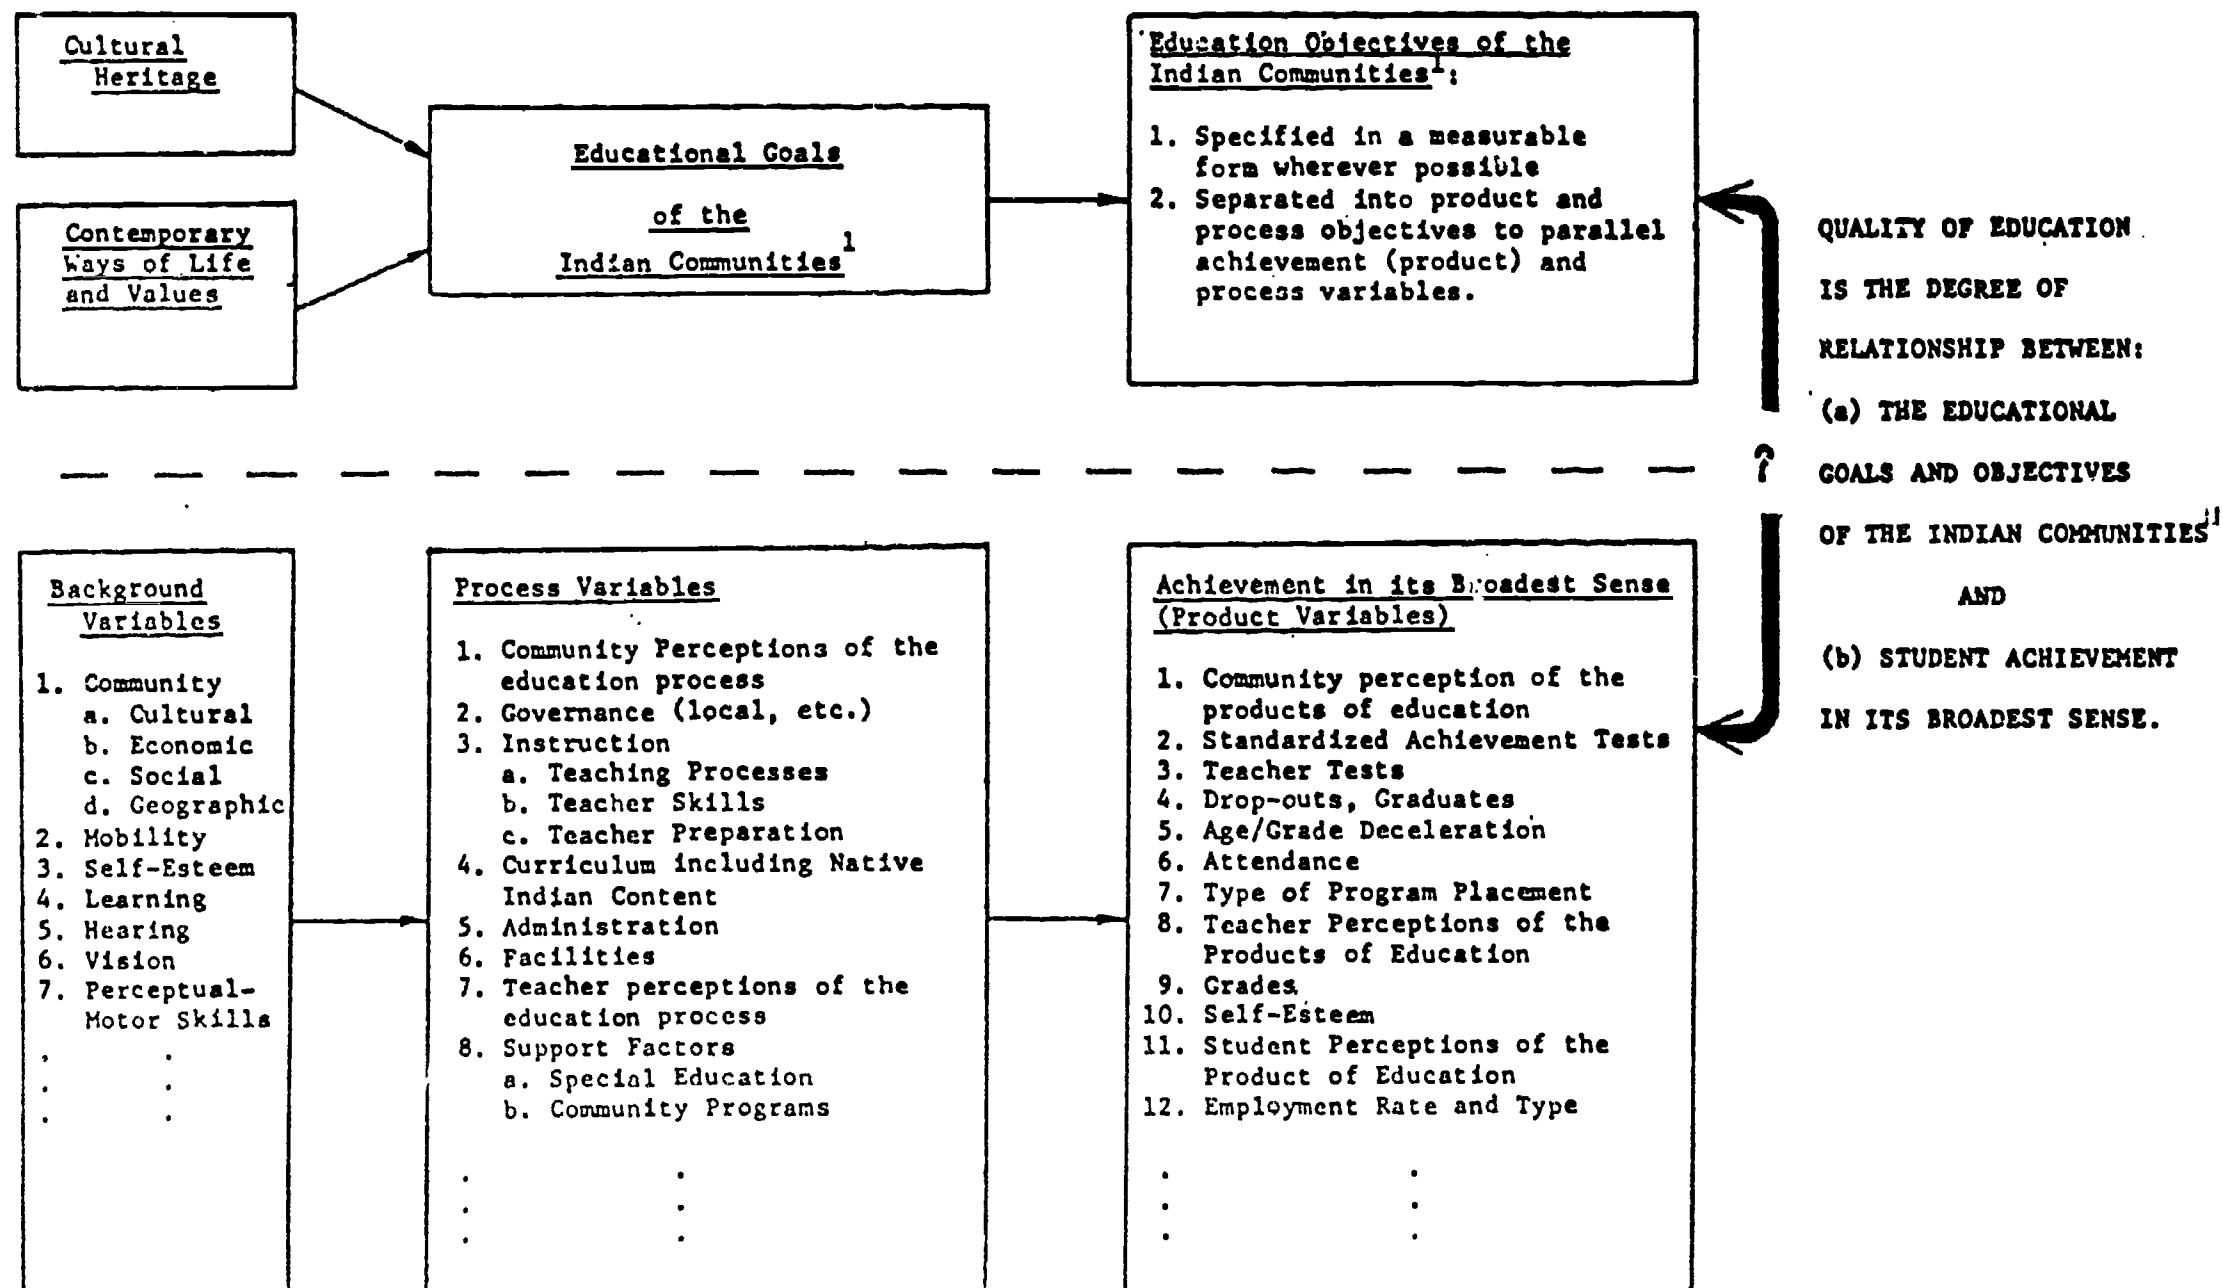 Cultural
Heritage
Contemporary
Ways of Life
and Values
Educational Goals
of the
Indian Communities1
Education Objectives of the
Indian Communities1:
1. Specified in a measurable
form wherever possible
2. Separated into product and
process objectives to parallel
achievement (product) and
process variables.
QUALITY OF EDUCATION
IS THE DEGREE OF
RELATIONSHIP BETWEEN:
(a) THE EDUCATIONAL
GOALS AND OBJECTIVES
OF THE INDIAN COMMUNITIES1
AND
(b) STUDENT ACHIEVEMENT
IN ITS BROADEST SENSE.
?
Background
Variables
1. Community
a. Cultural
b. Economic
c. Social
d. Geographic
2. Mobility
3. Self-Esteem
4. Learning
5. Hearing
6. Vision
7. Perceptual-
Motor Skills
. .
. .
. .
Process Variables
1. Community Perceptions of the
education process
2. Governance (local, etc.)
3. Instruction
a. Teaching Processes
b. Teacher Skills
c. Teacher Preparation
4. Curriculum including Native
Indian Content
5. Administration
6. Facilities
7. Teacher perceptions of the
education process
8. Support Factors
a. Special Education
b. Community Programs
. .
. .
. .
Achievement in its Broadest Sense
(Product Variables)
1. Community perception of the
products of education
2. Standardized Achievement Tests
3. Teacher Tests
4. Drop-outs, Graduates
5. Age/Grade Deceleration
6. Attendance
7. Type of Program Placement
8. Teacher Perceptions of the
Products of Education
9. Grades
10. Self-Esteem
11. Student Perceptions of the
Product of Education
12. Employment Rate and Type
. .
. .
. .